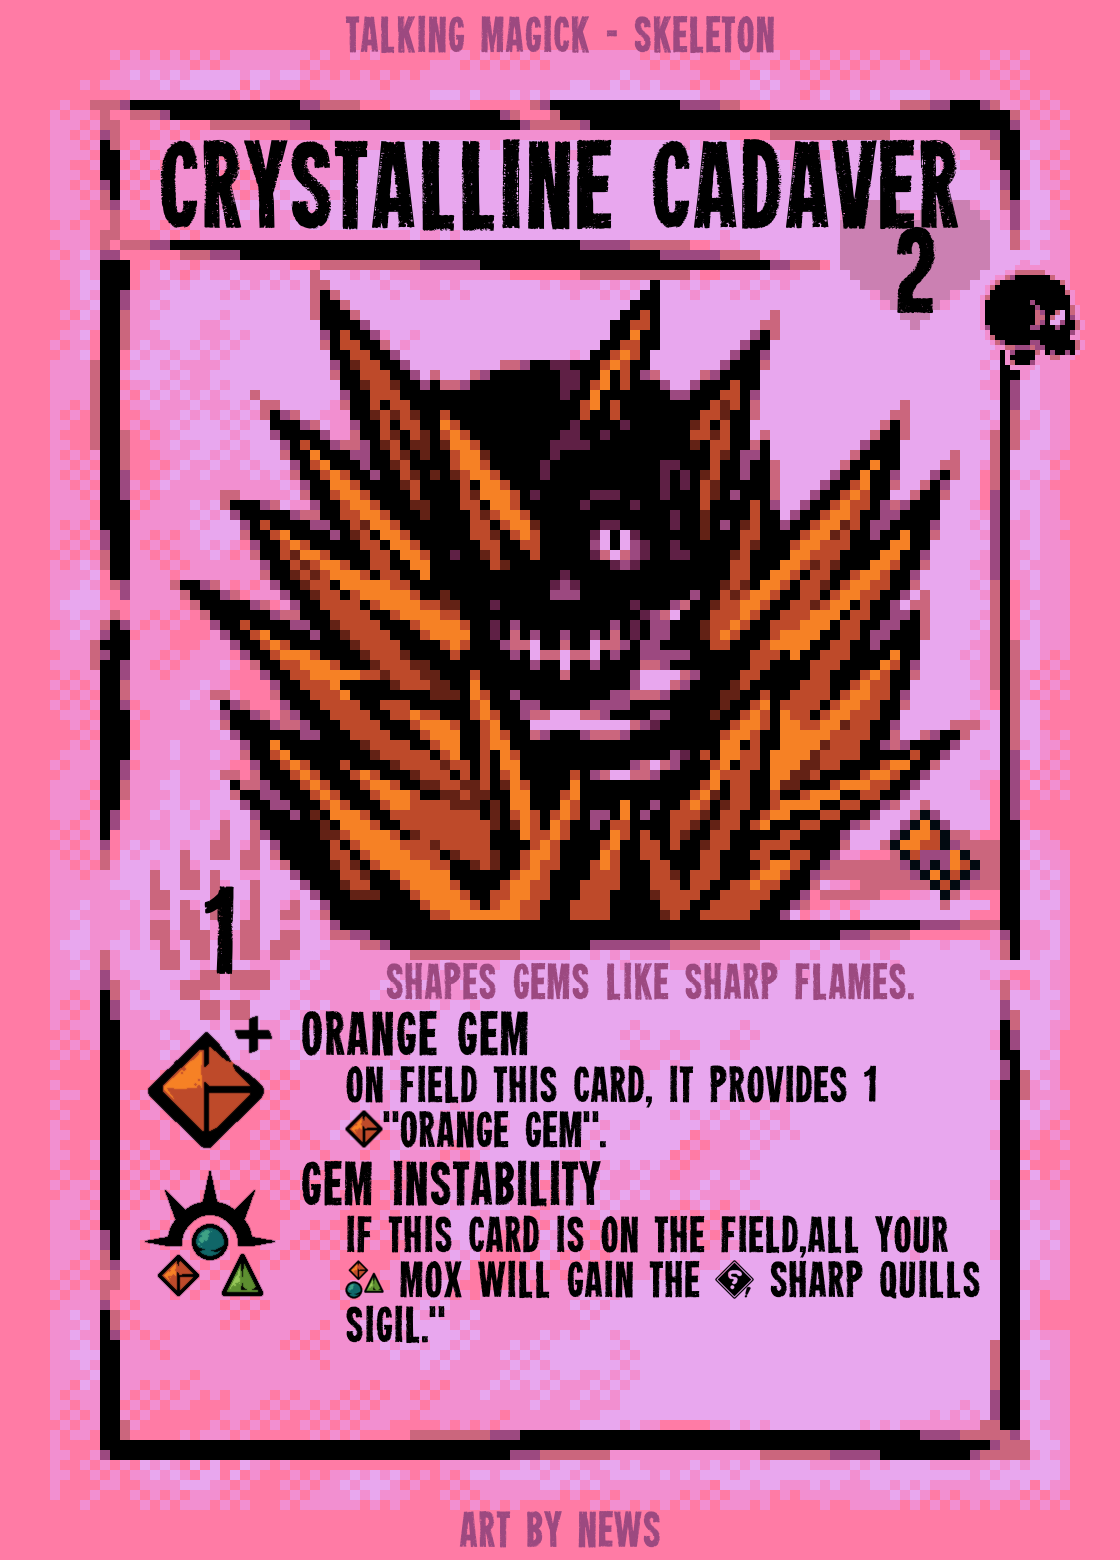 TALKING MAGICK - SKELETON
CRYSTALLINE CADAVER
2
1
SHAPES GEMS LIKE SHARP FLAMES.
+
ORANGE GEM
ON FIELD THIS CARD, IT PROVIDES 1
"ORANGE GEM".
GEM INSTABILITY
IF THIS CARD IS ON THE FIELD,ALL YOUR
MOX WILL GAIN THE ? SHARP QUILLS
SIGIL."
ART BY NEWS